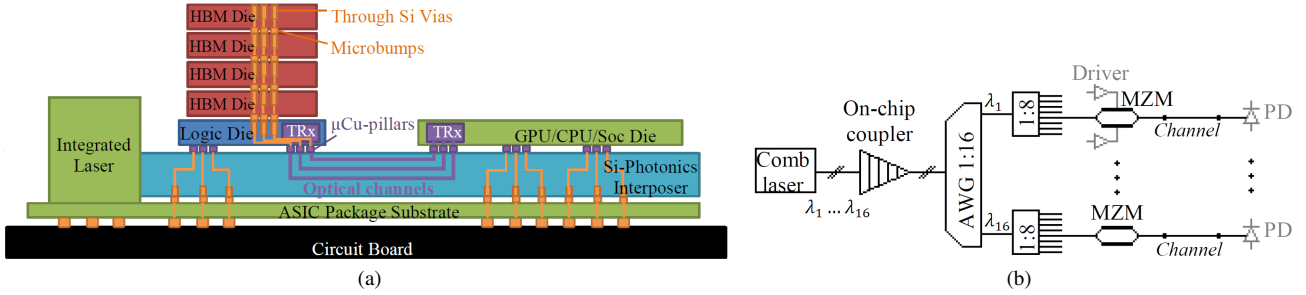 HBM Die
Through Si Vias
HBM Die
Microbumps
HBM Die
HBM Die
µCu-pillars
Logic Die
TRx
TRx
GPU/CPU/Soc Die
Integrated
Laser
Si-Photonics
Interposer
Optical channels
ASIC Package Substrate
Circuit Board
(a)
Driver
MZM
PD
On-chip
coupler
λ1
1:8
Channel
Comb
laser
AWG 1:16
λ1 ... λ16
λ16
1:8
MZM
Channel
PD
(b)